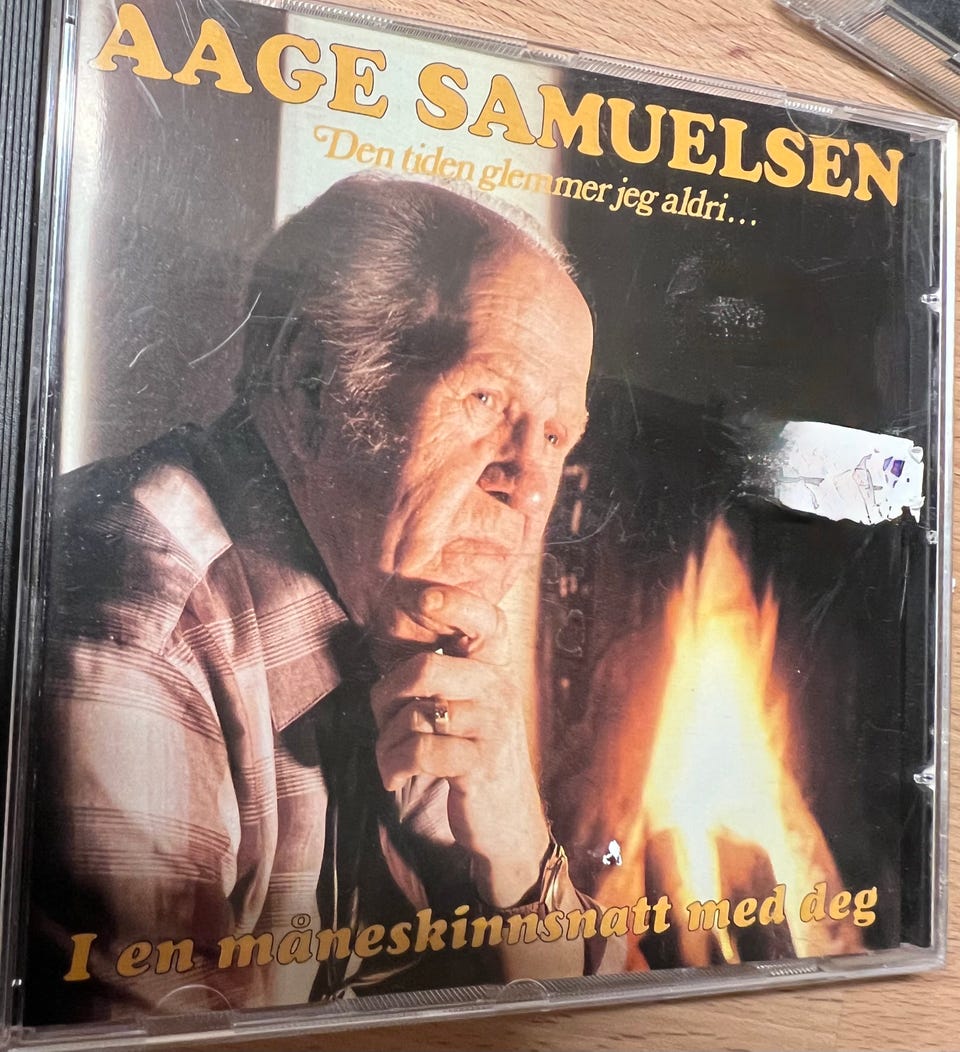 AAGE SAMUELSEN
Den tiden glemmer jeg aldri...
I en måneskinnsnatt med deg